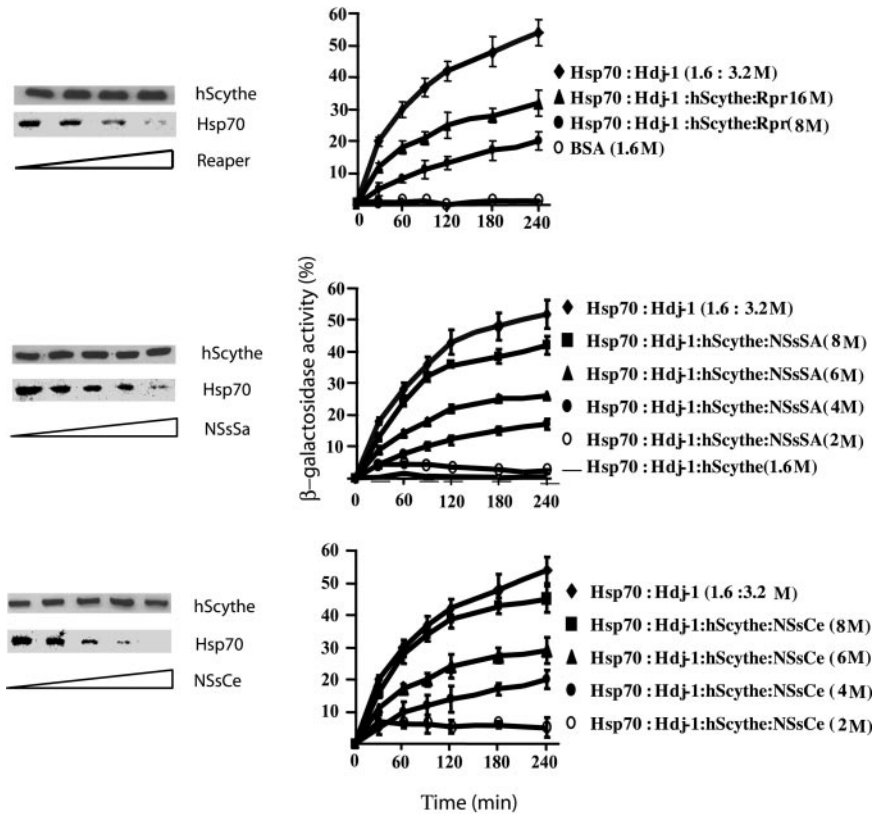 60
50
40
30
20
10
0 60 120 180 240
hScythe
Hsp70
Reaper
Hsp70 : Hdj-1 (1.6 : 3.2M)
Hsp70 : Hdj-1 :hScythe:Rpr16M)
Hsp70 : Hdj-1 :hScythe:Rpr(8M)
BSA (1.6M)
β-galactosidase activity (%)
60
50
40
30
20
10
0 60 120 180 240
hScythe
Hsp70
NSsSa
Hsp70 : Hdj-1 (1.6 : 3.2M)
Hsp70 : Hdj-1:hScythe:NSsSA(8M)
Hsp70 : Hdj-1:hScythe:NSsSA(6M)
Hsp70 : Hdj-1:hScythe:NSsSA(4M)
Hsp70 : Hdj-1:hScythe:NSsSA(2M)
Hsp70 : Hdj-1:hScythe(1.6M)
60
50
40
30
20
10
0 60 120 180 240
hScythe
Hsp70
NSsCe
Hsp70 : Hdj-1 (1.6 :3.2 M)
Hsp70 : Hdj-1:hScythe:NSsCe (8M)
Hsp70 : Hdj-1:hScythe:NSsCe (6M)
Hsp70 : Hdj-1:hScythe:NSsCe (4M)
Hsp70 : Hdj-1:hScythe:NSsCe (2M)
Time (min)